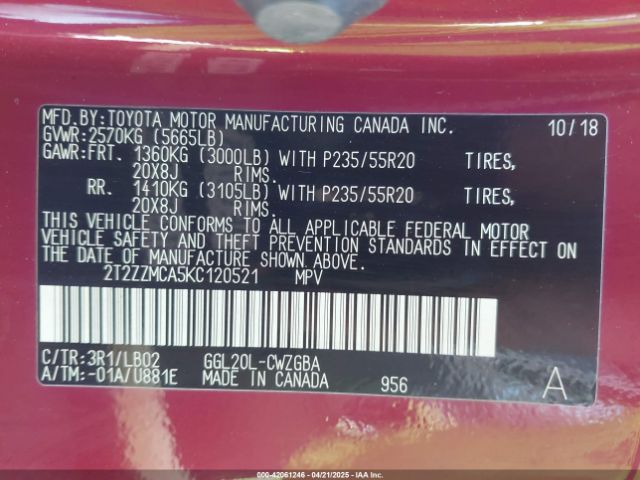 MFD.BY:TOYOTA MOTOR MANUFACTURING CANADA INC. 10/18
GVWR:2570KG (5665LB)
GAWR:FRT. 1360KG (3000LB) WITH P235/55R20 TIRES,
20X8J RIMS.
RR. 1410KG (3105LB) WITH P235/55R20 TIRES,
20X8J RIMS.
THIS VEHICLE CONFORMS TO ALL APPLICABLE FEDERAL MOTOR
VEHICLE SAFETY AND THEFT PREVENTION STANDARDS IN EFFECT ON
THE DATE OF MANUFACTURE SHOWN ABOVE.
2T2ZZMCA5KC120521 MPV
C/TR:3R1/LB02 GGL20L-CWZGBA
A/TM:-01A/U881E MADE IN CANADA 956 A
000-42061246 - 04/21/2025 - IAAI.COM